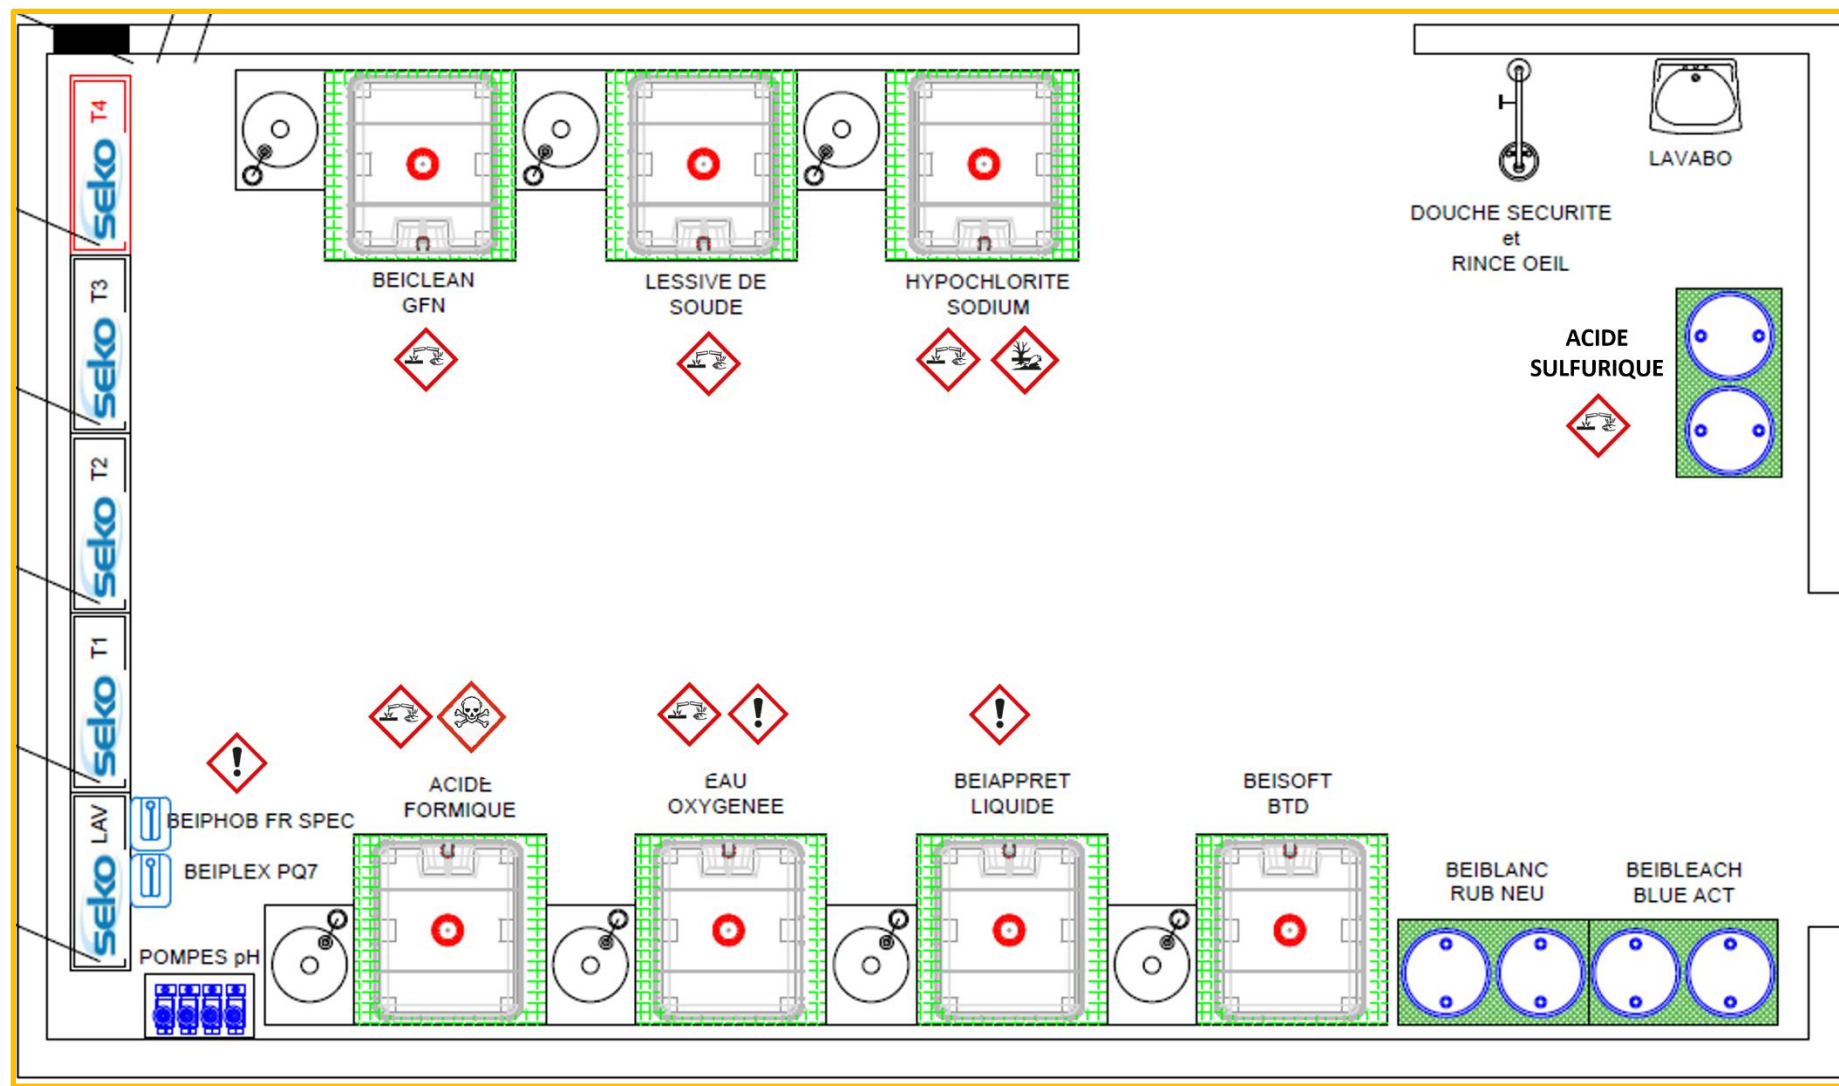 seko T4
seko T3
seko T2
seko T1
seko LAV
BEICLEAN
GFN
LESSIVE DE
SOUDE
HYPOCHLORITE
SODIUM
LAVABO
DOUCHE SECURITE
et
RINCE OEIL
ACIDE
SULFURIQUE
BEIPHOB FR SPEC
BEIPLEX PQ7
POMPES pH
ACIDE
FORMIQUE
EAU
OXYGENEE
BEIAPPRET
LIQUIDE
BEISOFT
BTD
BEIBLANC
RUB NEU
BEIBLEACH
BLUE ACT